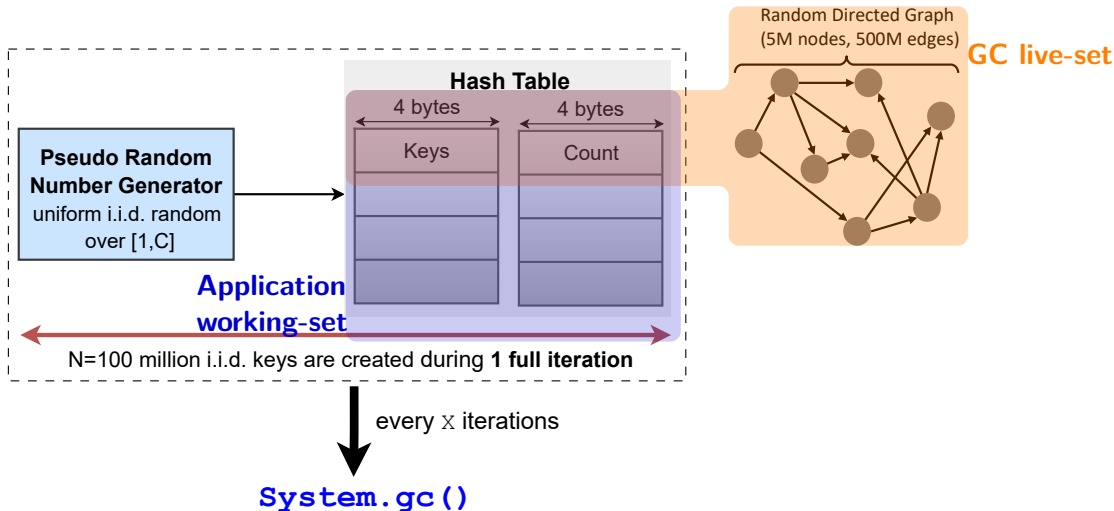 Random Directed Graph
(5M nodes, 500M edges)
GC live-set
Hash Table
4 bytes
4 bytes
Keys
Count
Pseudo Random
Number Generator
uniform i.i.d. random
over [1,C]
Application
working-set
N=100 million i.i.d. keys are created during 1 full iteration
every X iterations
System.gc()